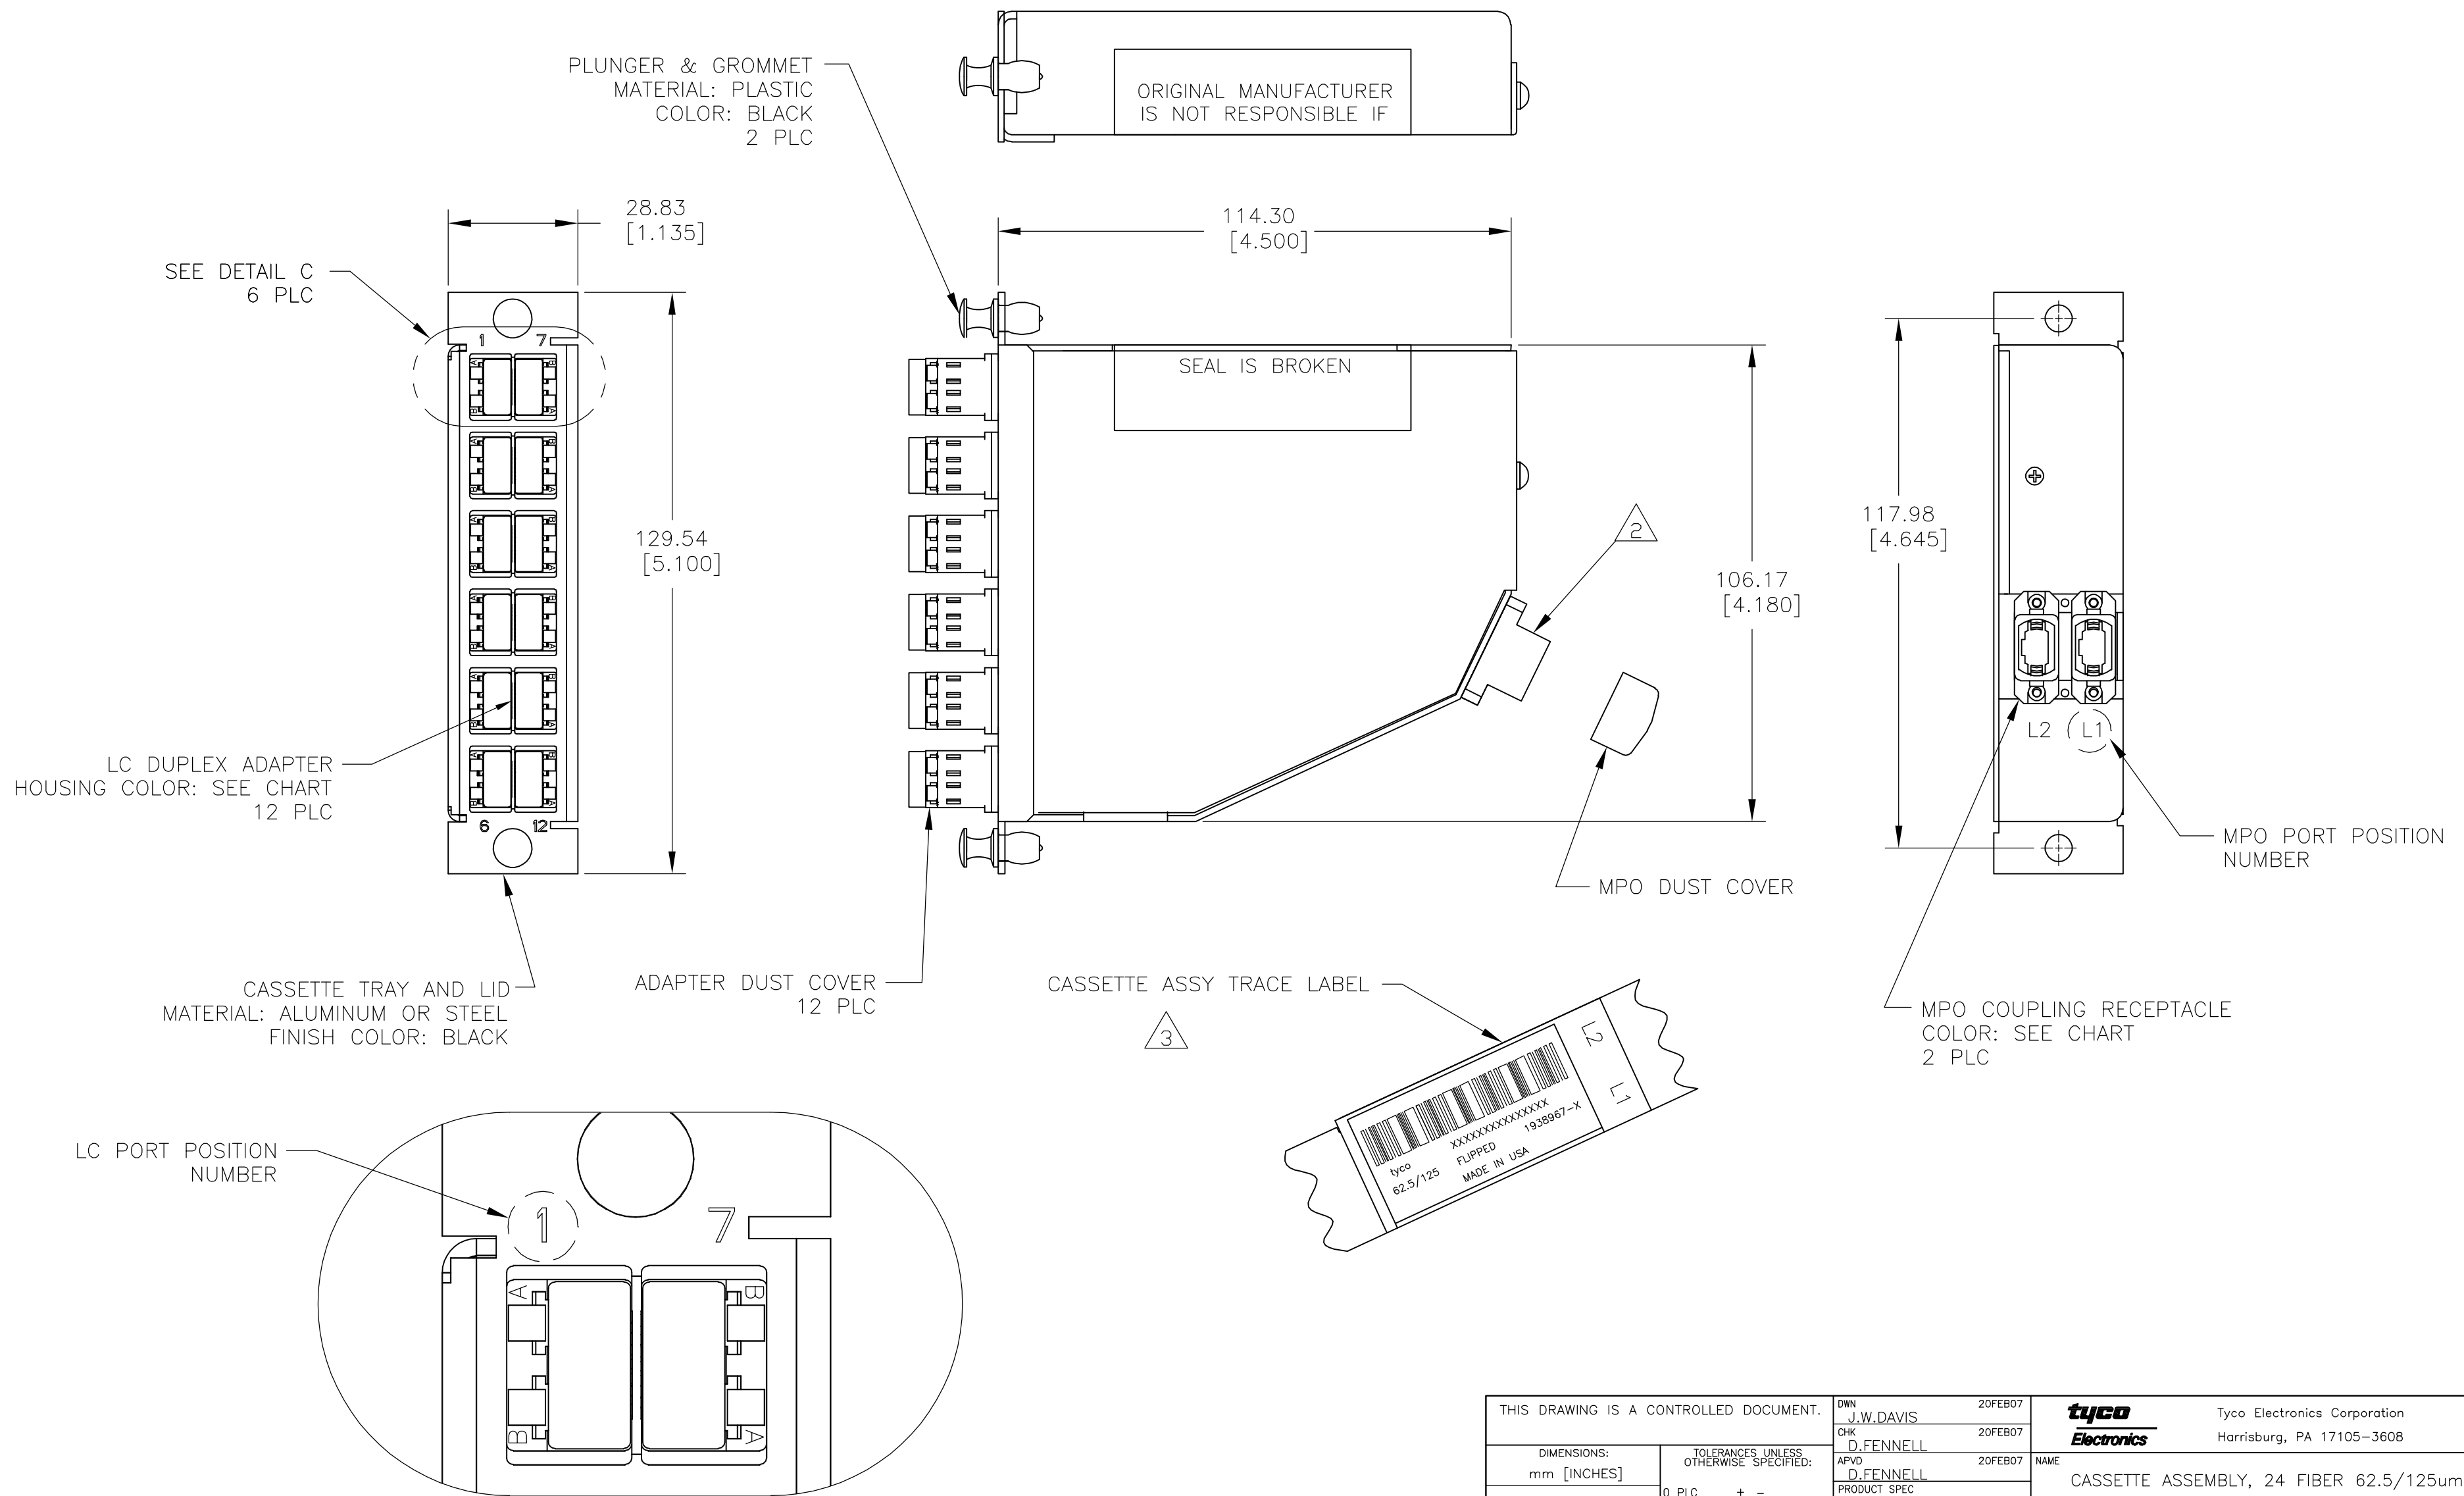 PLUNGER & GROMMET
MATERIAL: PLASTIC
COLOR: BLACK
2 PLC
ORIGINAL MANUFACTURER
IS NOT RESPONSIBLE IF
28.83
[1.135]
114.30
[4.500]
SEE DETAIL C
6 PLC
1 7
A B
B A
A B
B A
A B
B A
A B
B A
A B
B A
A B
B A
6 12
129.54
[5.100]
SEAL IS BROKEN
2
106.17
[4.180]
117.98
[4.645]
L2 L1
LC DUPLEX ADAPTER
HOUSING COLOR: SEE CHART
12 PLC
MPO PORT POSITION
NUMBER
MPO DUST COVER
CASSETTE TRAY AND LID
MATERIAL: ALUMINUM OR STEEL
FINISH COLOR: BLACK
ADAPTER DUST COVER
12 PLC
CASSETTE ASSY TRACE LABEL
3
MPO COUPLING RECEPTACLE
COLOR: SEE CHART
2 PLC
L2 L1
XXXXXXXXXXXXXXX
tyco FLIPPED 1938967-X
62.5/125 MADE IN USA
LC PORT POSITION
NUMBER
1 7
A B
B A
THIS DRAWING IS A CONTROLLED DOCUMENT.
DWN 20FEB07
J.W.DAVIS
CHK 20FEB07
D.FENNELL
APVD 20FEB07
D.FENNELL
PRODUCT SPEC
DIMENSIONS:
mm [INCHES]
TOLERANCES UNLESS
OTHERWISE SPECIFIED:
0 PLC + -
tyco
Electronics
Tyco Electronics Corporation
Harrisburg, PA 17105-3608
NAME
CASSETTE ASSEMBLY, 24 FIBER 62.5/125um